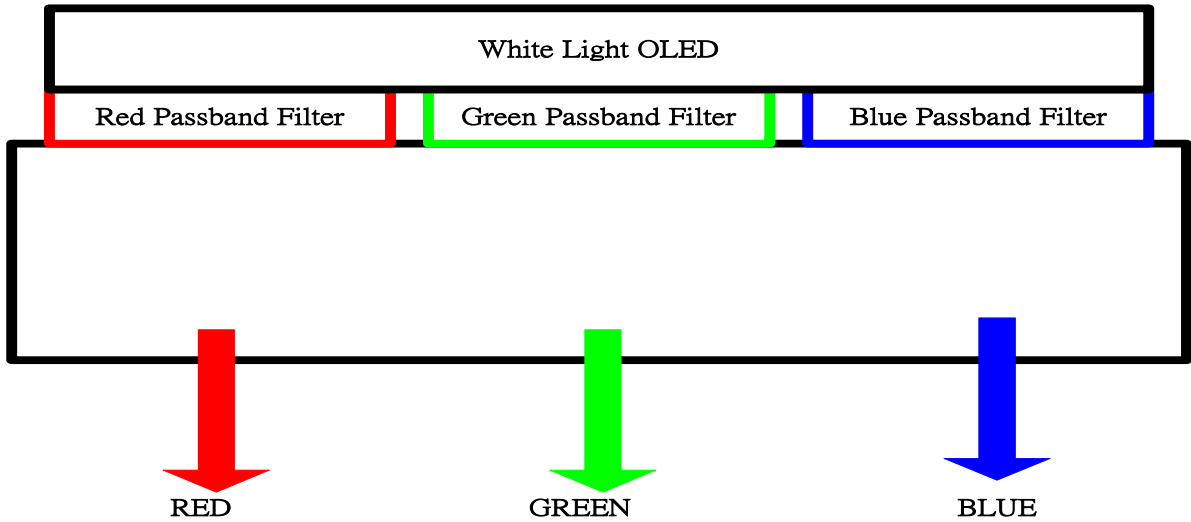 White Light OLED
Red Passband Filter
Green Passband Filter
Blue Passband Filter
RED
GREEN
BLUE